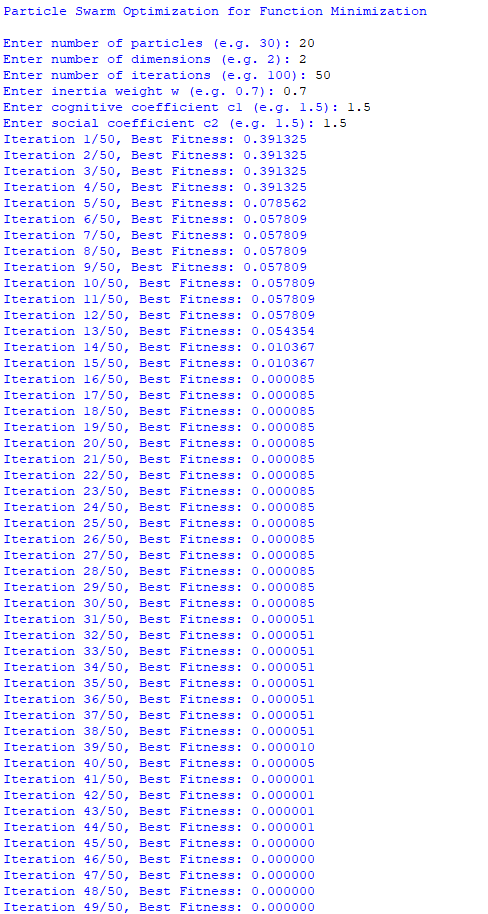 Particle Swarm Optimization for Function Minimization
Enter number of particles (e.g. 30): 20
Enter number of dimensions (e.g. 2): 2
Enter number of iterations (e.g. 100): 50
Enter inertia weight w (e.g. 0.7): 0.7
Enter cognitive coefficient c1 (e.g. 1.5): 1.5
Enter social coefficient c2 (e.g. 1.5): 1.5
Iteration 1/50, Best Fitness: 0.391325
Iteration 2/50, Best Fitness: 0.391325
Iteration 3/50, Best Fitness: 0.391325
Iteration 4/50, Best Fitness: 0.391325
Iteration 5/50, Best Fitness: 0.078562
Iteration 6/50, Best Fitness: 0.057809
Iteration 7/50, Best Fitness: 0.057809
Iteration 8/50, Best Fitness: 0.057809
Iteration 9/50, Best Fitness: 0.057809
Iteration 10/50, Best Fitness: 0.057809
Iteration 11/50, Best Fitness: 0.057809
Iteration 12/50, Best Fitness: 0.057809
Iteration 13/50, Best Fitness: 0.054354
Iteration 14/50, Best Fitness: 0.010367
Iteration 15/50, Best Fitness: 0.010367
Iteration 16/50, Best Fitness: 0.000085
Iteration 17/50, Best Fitness: 0.000085
Iteration 18/50, Best Fitness: 0.000085
Iteration 19/50, Best Fitness: 0.000085
Iteration 20/50, Best Fitness: 0.000085
Iteration 21/50, Best Fitness: 0.000085
Iteration 22/50, Best Fitness: 0.000085
Iteration 23/50, Best Fitness: 0.000085
Iteration 24/50, Best Fitness: 0.000085
Iteration 25/50, Best Fitness: 0.000085
Iteration 26/50, Best Fitness: 0.000085
Iteration 27/50, Best Fitness: 0.000085
Iteration 28/50, Best Fitness: 0.000085
Iteration 29/50, Best Fitness: 0.000085
Iteration 30/50, Best Fitness: 0.000085
Iteration 31/50, Best Fitness: 0.000051
Iteration 32/50, Best Fitness: 0.000051
Iteration 33/50, Best Fitness: 0.000051
Iteration 34/50, Best Fitness: 0.000051
Iteration 35/50, Best Fitness: 0.000051
Iteration 36/50, Best Fitness: 0.000051
Iteration 37/50, Best Fitness: 0.000051
Iteration 38/50, Best Fitness: 0.000051
Iteration 39/50, Best Fitness: 0.000010
Iteration 40/50, Best Fitness: 0.000005
Iteration 41/50, Best Fitness: 0.000001
Iteration 42/50, Best Fitness: 0.000001
Iteration 43/50, Best Fitness: 0.000001
Iteration 44/50, Best Fitness: 0.000001
Iteration 45/50, Best Fitness: 0.000000
Iteration 46/50, Best Fitness: 0.000000
Iteration 47/50, Best Fitness: 0.000000
Iteration 48/50, Best Fitness: 0.000000
Iteration 49/50, Best Fitness: 0.000000